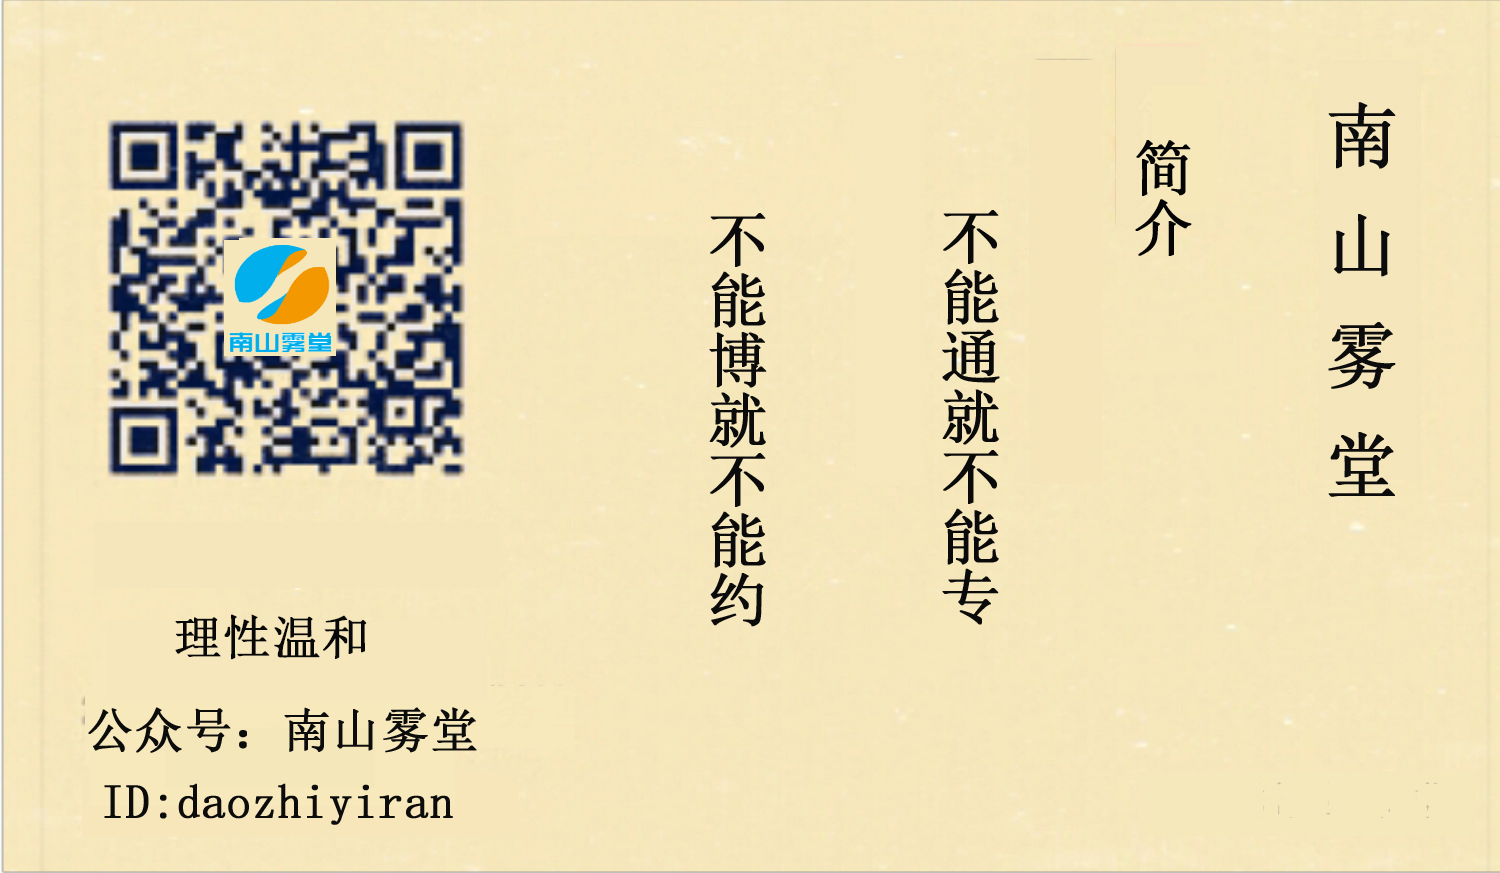 南山雾堂
简介
不能通就不能专
不能博就不能约
南山雾堂
理性温和
公众号：南山雾堂
ID:daozhiyiran